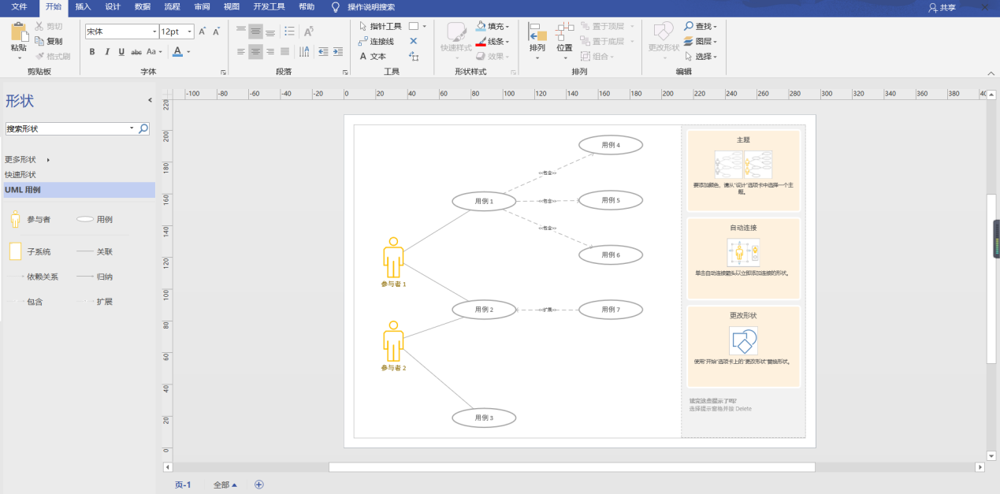 文件 开始 插入 设计 数据 流程 审阅 视图 开发工具 帮助 操作说明搜索 共享
粘贴
剪切
复制
格式刷
剪贴板
宋体 12pt
B I U abc Aa A
字体
段落
指针工具
连接线
A 文本
工具
快速样式
填充
线条
效果
形状样式
排列
位置
置于顶层
置于底层
组合
排列
更改形状
查找
图层
选择
编辑
形状
搜索形状
更多形状
快速形状
UML 用例
参与者 用例
子系统 关联
依赖关系 归纳
包含 扩展
-100 -80 -60 -40 -20 0 20 40 60 80 100 120 140 160 180 200 220 240 260 280 300 320 340 360 380
220
200
180
160
140
120
100
80
60
40
20
0
用例 4
<<包含>>
用例 1
<<包含>>
用例 5
<<包含>>
用例 6
参与者 1
用例 2
<<扩展>>
用例 7
参与者 2
用例 3
主题
要添加颜色，请从“设计”选项卡中选择一个主
题。
自动连接
单击自动连接箭头以立即添加连接的形状。
更改形状
使用“开始”选项卡上的“更改形状”替换形状。
读完这些提示了吗?
选择提示窗格并按 Delete
页-1 全部